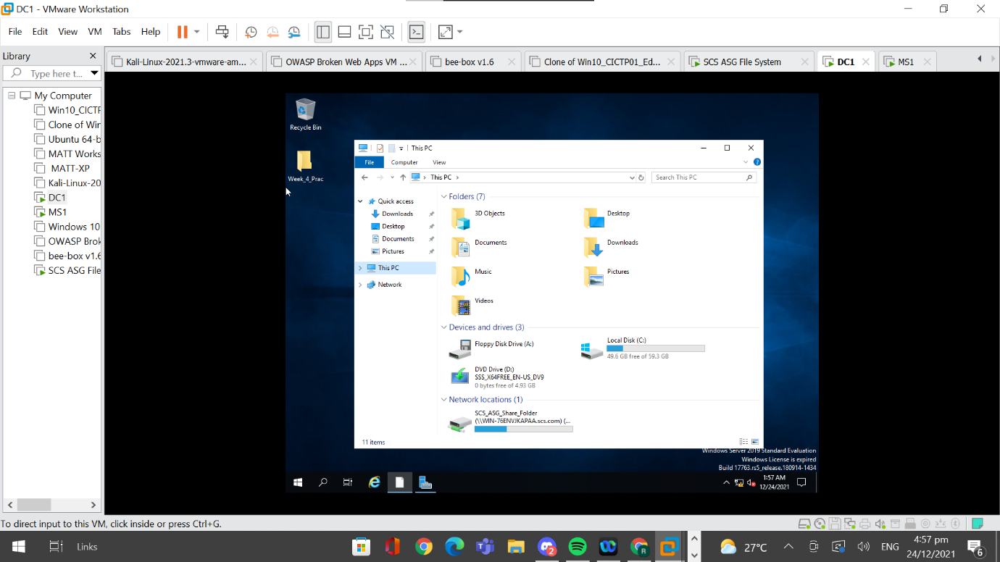 DC1 - VMware Workstation
File Edit View VM Tabs Help
Library
Type here t...
My Computer
Win10_CICTF
Clone of Wir
Ubuntu 64-b
MATT Works
MATT-XP
Kali-Linux-20
DC1
MS1
Windows 10
OWASP Brok
bee-box v1.6
SCS ASG File
Kali-Linux-2021.3-vmware-am... OWASP Broken Web Apps VM ... bee-box v1.6 Clone of Win10_CICTP01_Ed... SCS ASG File System DC1 MS1
Recycle Bin
Week_4_Prac
This PC
File Computer View
This PC
Search This PC
Quick access
Downloads
Desktop
Documents
Pictures
This PC
Network
Folders (7)
3D Objects
Desktop
Documents
Downloads
Music
Pictures
Videos
Devices and drives (3)
Floppy Disk Drive (A:)
Local Disk (C:)
49.6 GB free of 59.3 GB
DVD Drive (D:)
SSS_X64FREE_EN-US_DV9
0 bytes free of 4.93 GB
Network locations (1)
SCS_ASG_Share_Folder
(\\WIN-76ENVJKAPAA.scs.com) (...
11 items
Windows Server 2019 Standard Evaluation
Windows License is expired
Build 17763.rs5_release.180914-1434
1:57 AM
12/24/2021
To direct input to this VM, click inside or press Ctrl+G.
Links
2
27°C
ENG
4:57 pm
24/12/2021
6